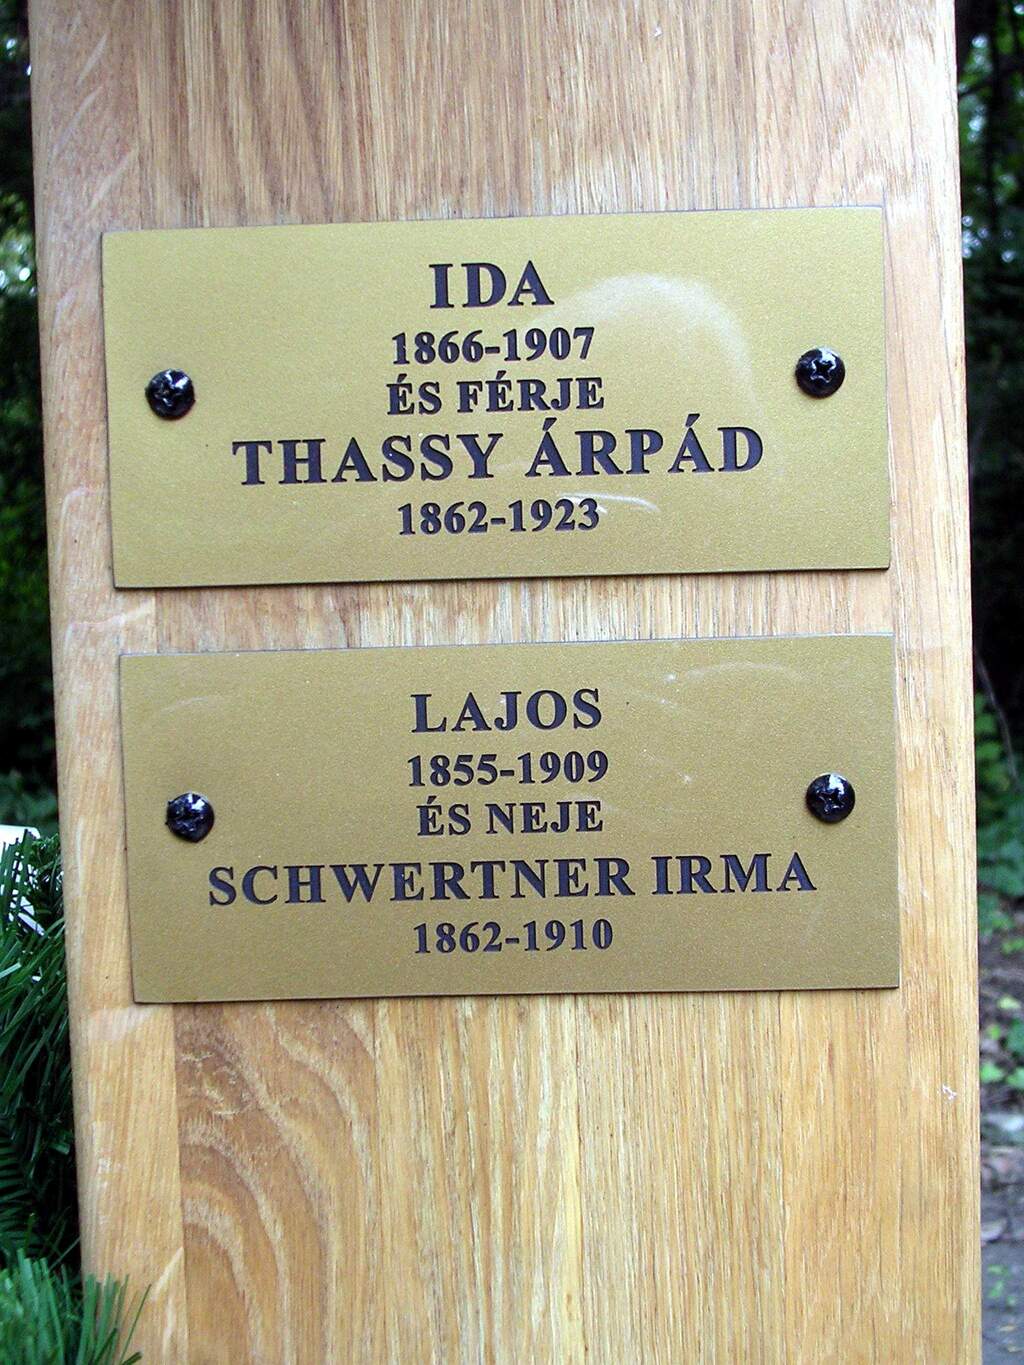 IDA
1866-1907
ÉS FÉRJE
THASSY ÁRPÁD
1862-1923
LAJOS
1855-1909
ÉS NEJE
SCHWERTNER IRMA
1862-1910